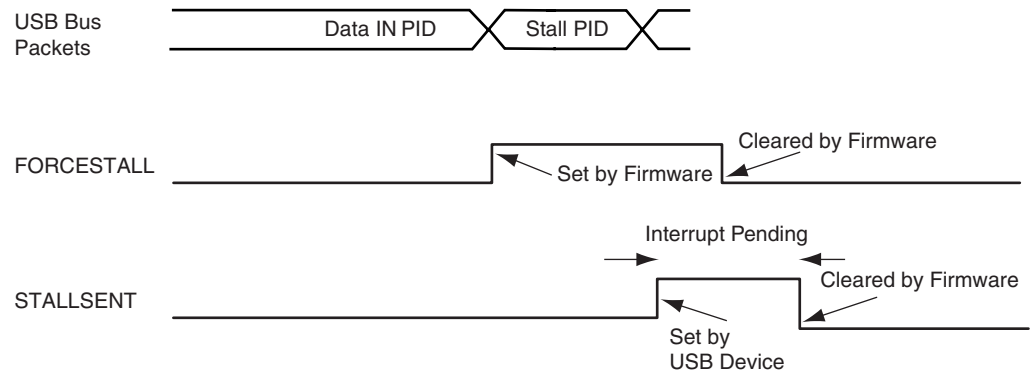 USB Bus
Packets
Data IN PID
Stall PID
FORCESTALL
Set by Firmware
Cleared by Firmware
Interrupt Pending
STALLSENT
Cleared by Firmware
Set by
USB Device